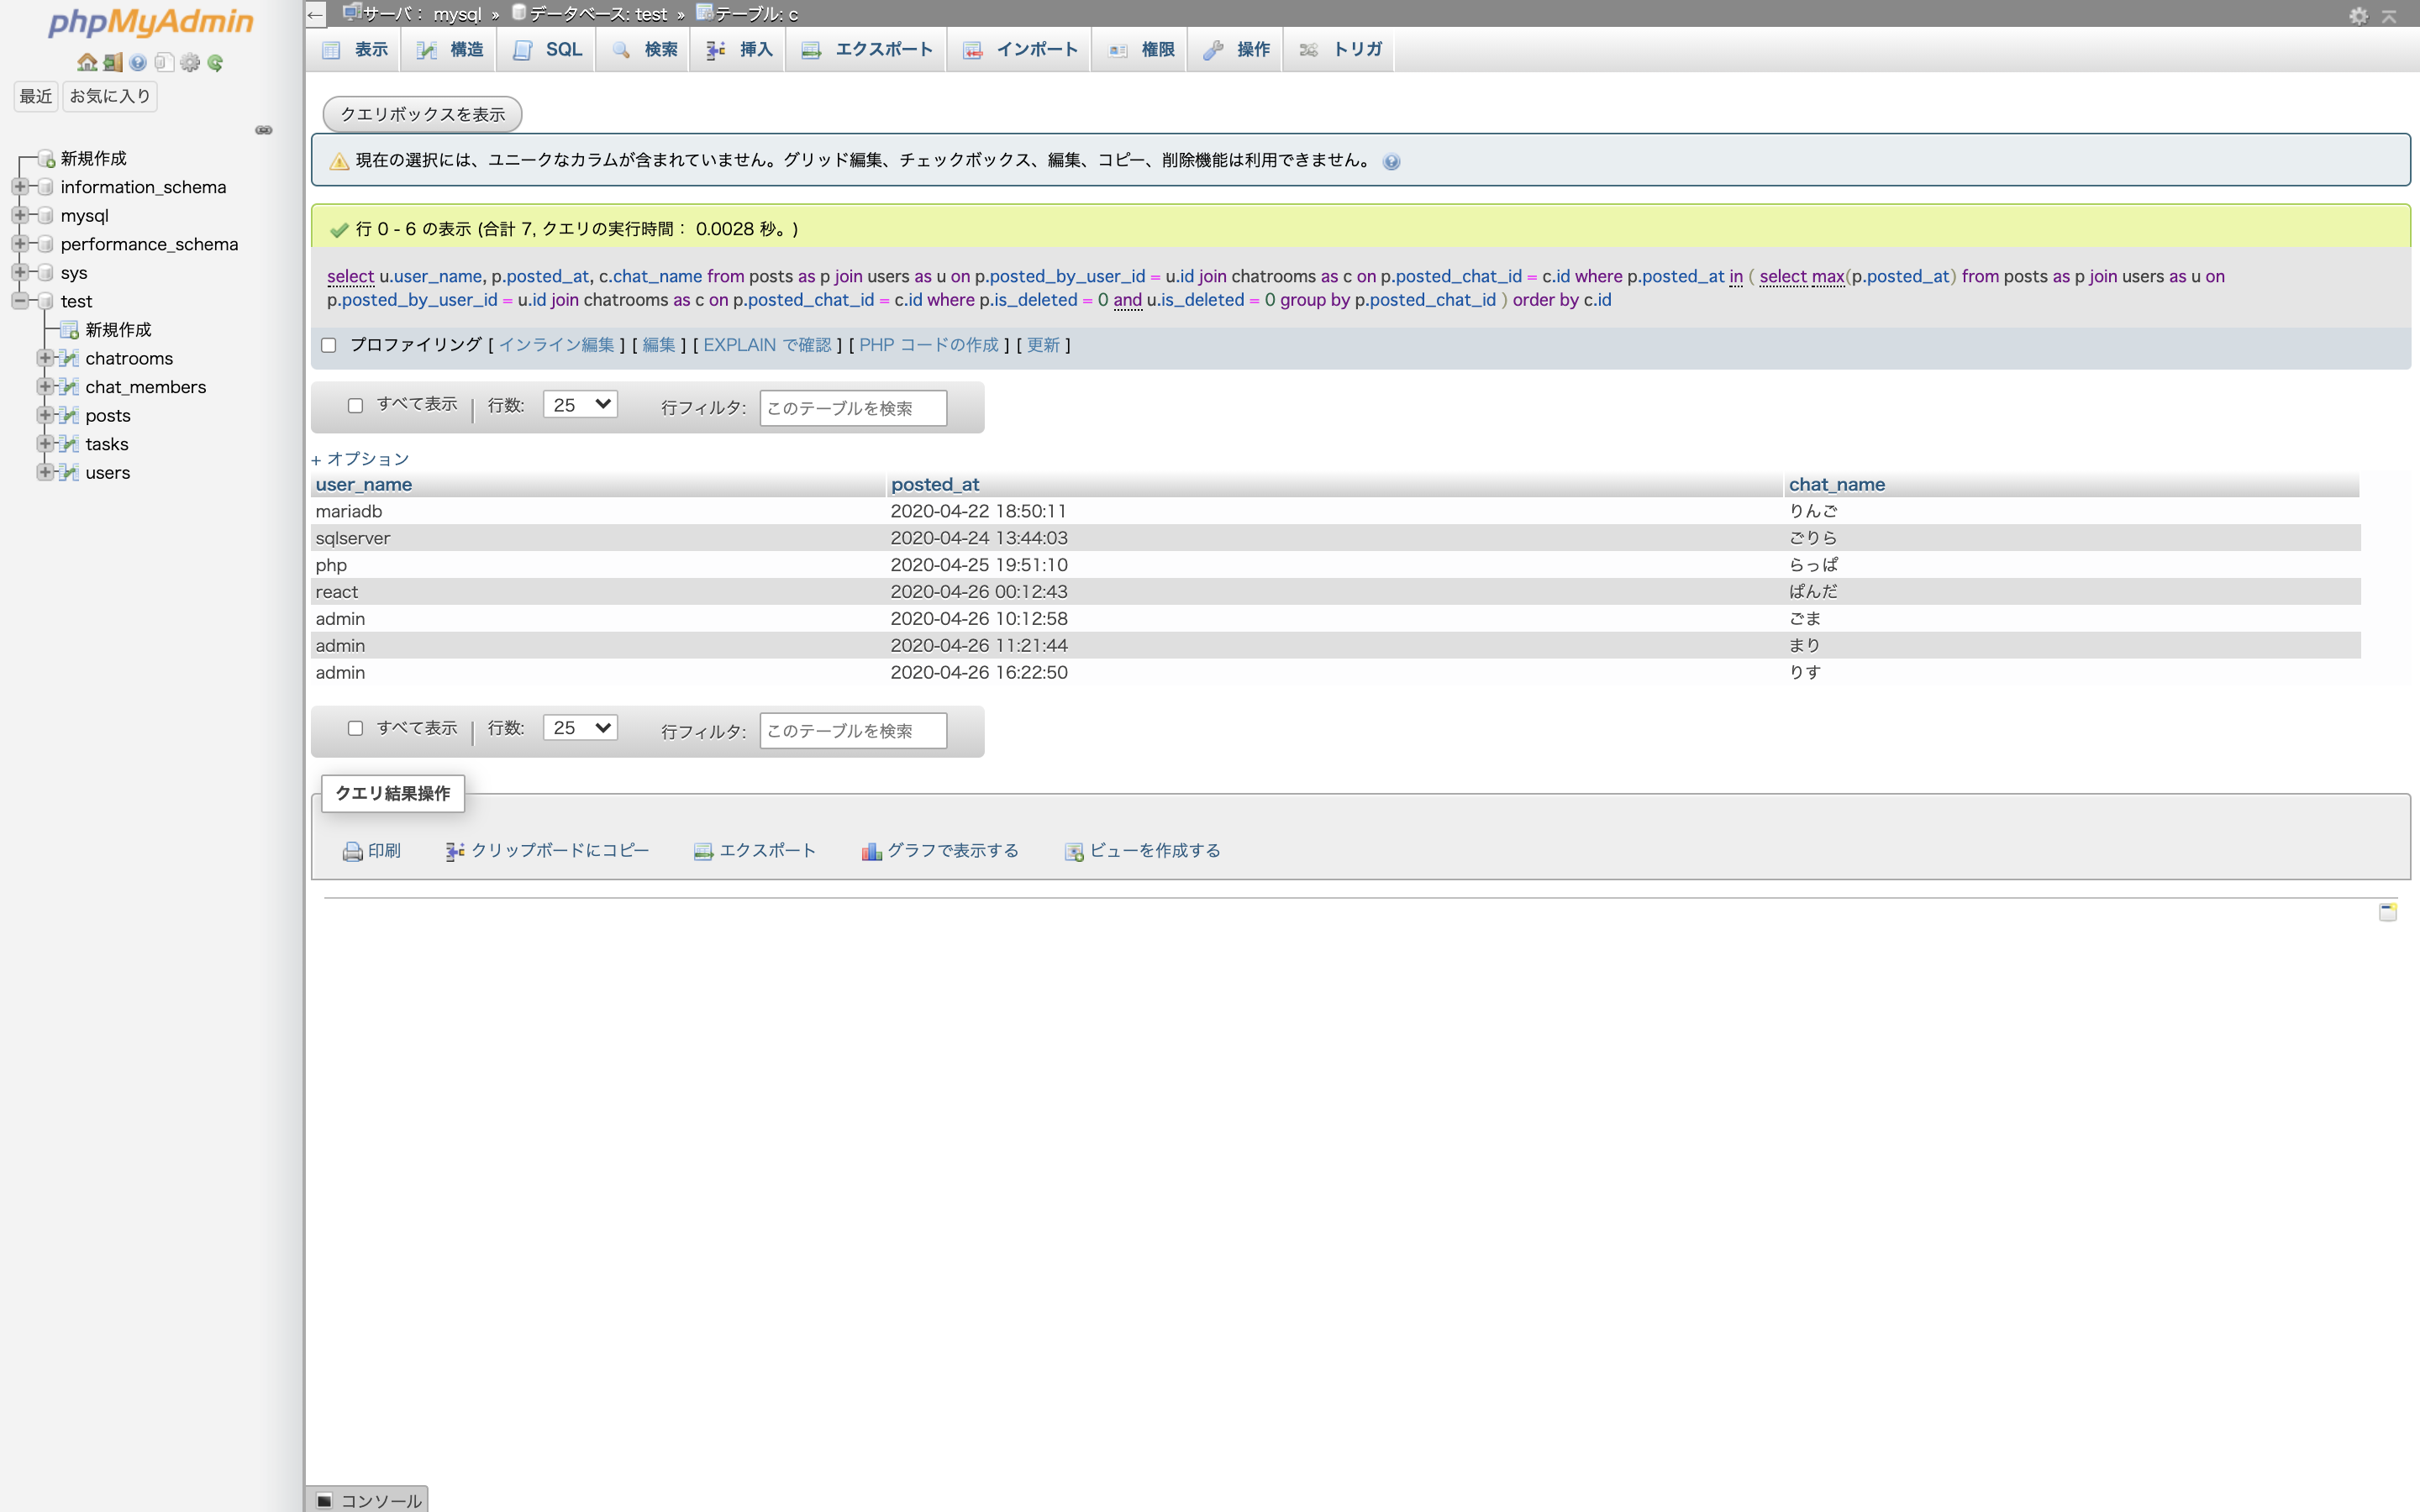 phpMyAdmin
最近 お気に入り
新規作成
information_schema
mysql
performance_schema
sys
test
新規作成
chatrooms
chat_members
posts
tasks
users
← サーバ: mysql » データベース: test » テーブル: c
表示 構造 SQL 検索 挿入 エクスポート インポート 権限 操作 トリガ
クエリボックスを表示
現在の選択には、ユニークなカラムが含まれていません。グリッド編集、チェックボックス、編集、コピー、削除機能は利用できません。
行 0 - 6 の表示 (合計 7, クエリの実行時間： 0.0028 秒。)
select u.user_name, p.posted_at, c.chat_name from posts as p join users as u on p.posted_by_user_id = u.id join chatrooms as c on p.posted_chat_id = c.id where p.posted_at in ( select max(p.posted_at) from posts as p join users as u on
p.posted_by_user_id = u.id join chatrooms as c on p.posted_chat_id = c.id where p.is_deleted = 0 and u.is_deleted = 0 group by p.posted_chat_id ) order by c.id
プロファイリング [ インライン編集 ] [ 編集 ] [ EXPLAIN で確認 ] [ PHP コードの作成 ] [ 更新 ]
すべて表示 | 行数: 25 行フィルタ: このテーブルを検索
+ オプション
user_name posted_at chat_name
mariadb 2020-04-22 18:50:11 りんご
sqlserver 2020-04-24 13:44:03 ごりら
php 2020-04-25 19:51:10 らっぱ
react 2020-04-26 00:12:43 ぱんだ
admin 2020-04-26 10:12:58 ごま
admin 2020-04-26 11:21:44 まり
admin 2020-04-26 16:22:50 りす
すべて表示 | 行数: 25 行フィルタ: このテーブルを検索
クエリ結果操作
印刷 クリップボードにコピー エクスポート グラフで表示する ビューを作成する
コンソール